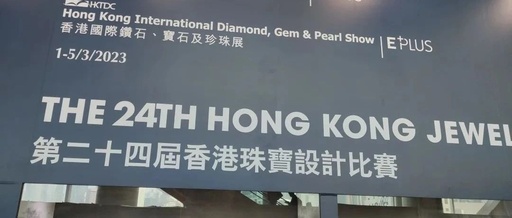 HKTDC
Hong Kong International Diamond, Gem & Pearl Show
香港國際鑽石、寶石及珍珠展
E+PLUS
1-5/3/2023
THE 24TH HONG KONG JEWEL
第二十四屆香港珠寶設計比賽